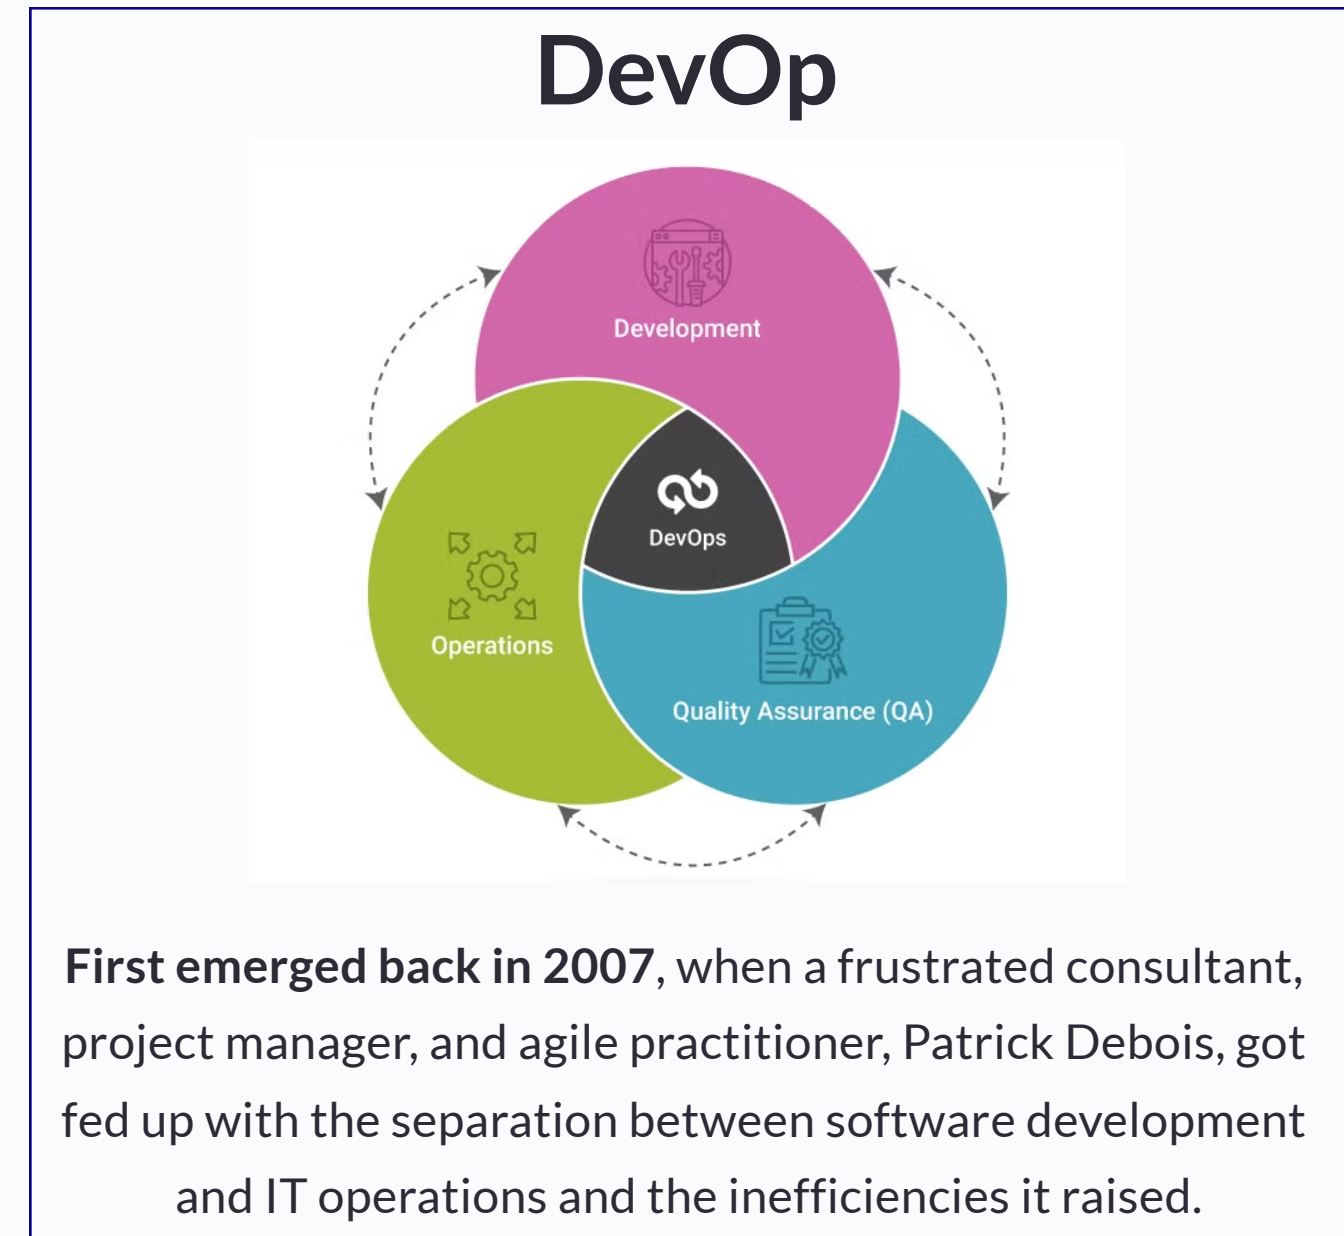 DevOp
Development
DevOps
Operations
Quality Assurance (QA)
First emerged back in 2007, when a frustrated consultant,
project manager, and agile practitioner, Patrick Debois, got
fed up with the separation between software development
and IT operations and the inefficiencies it raised.